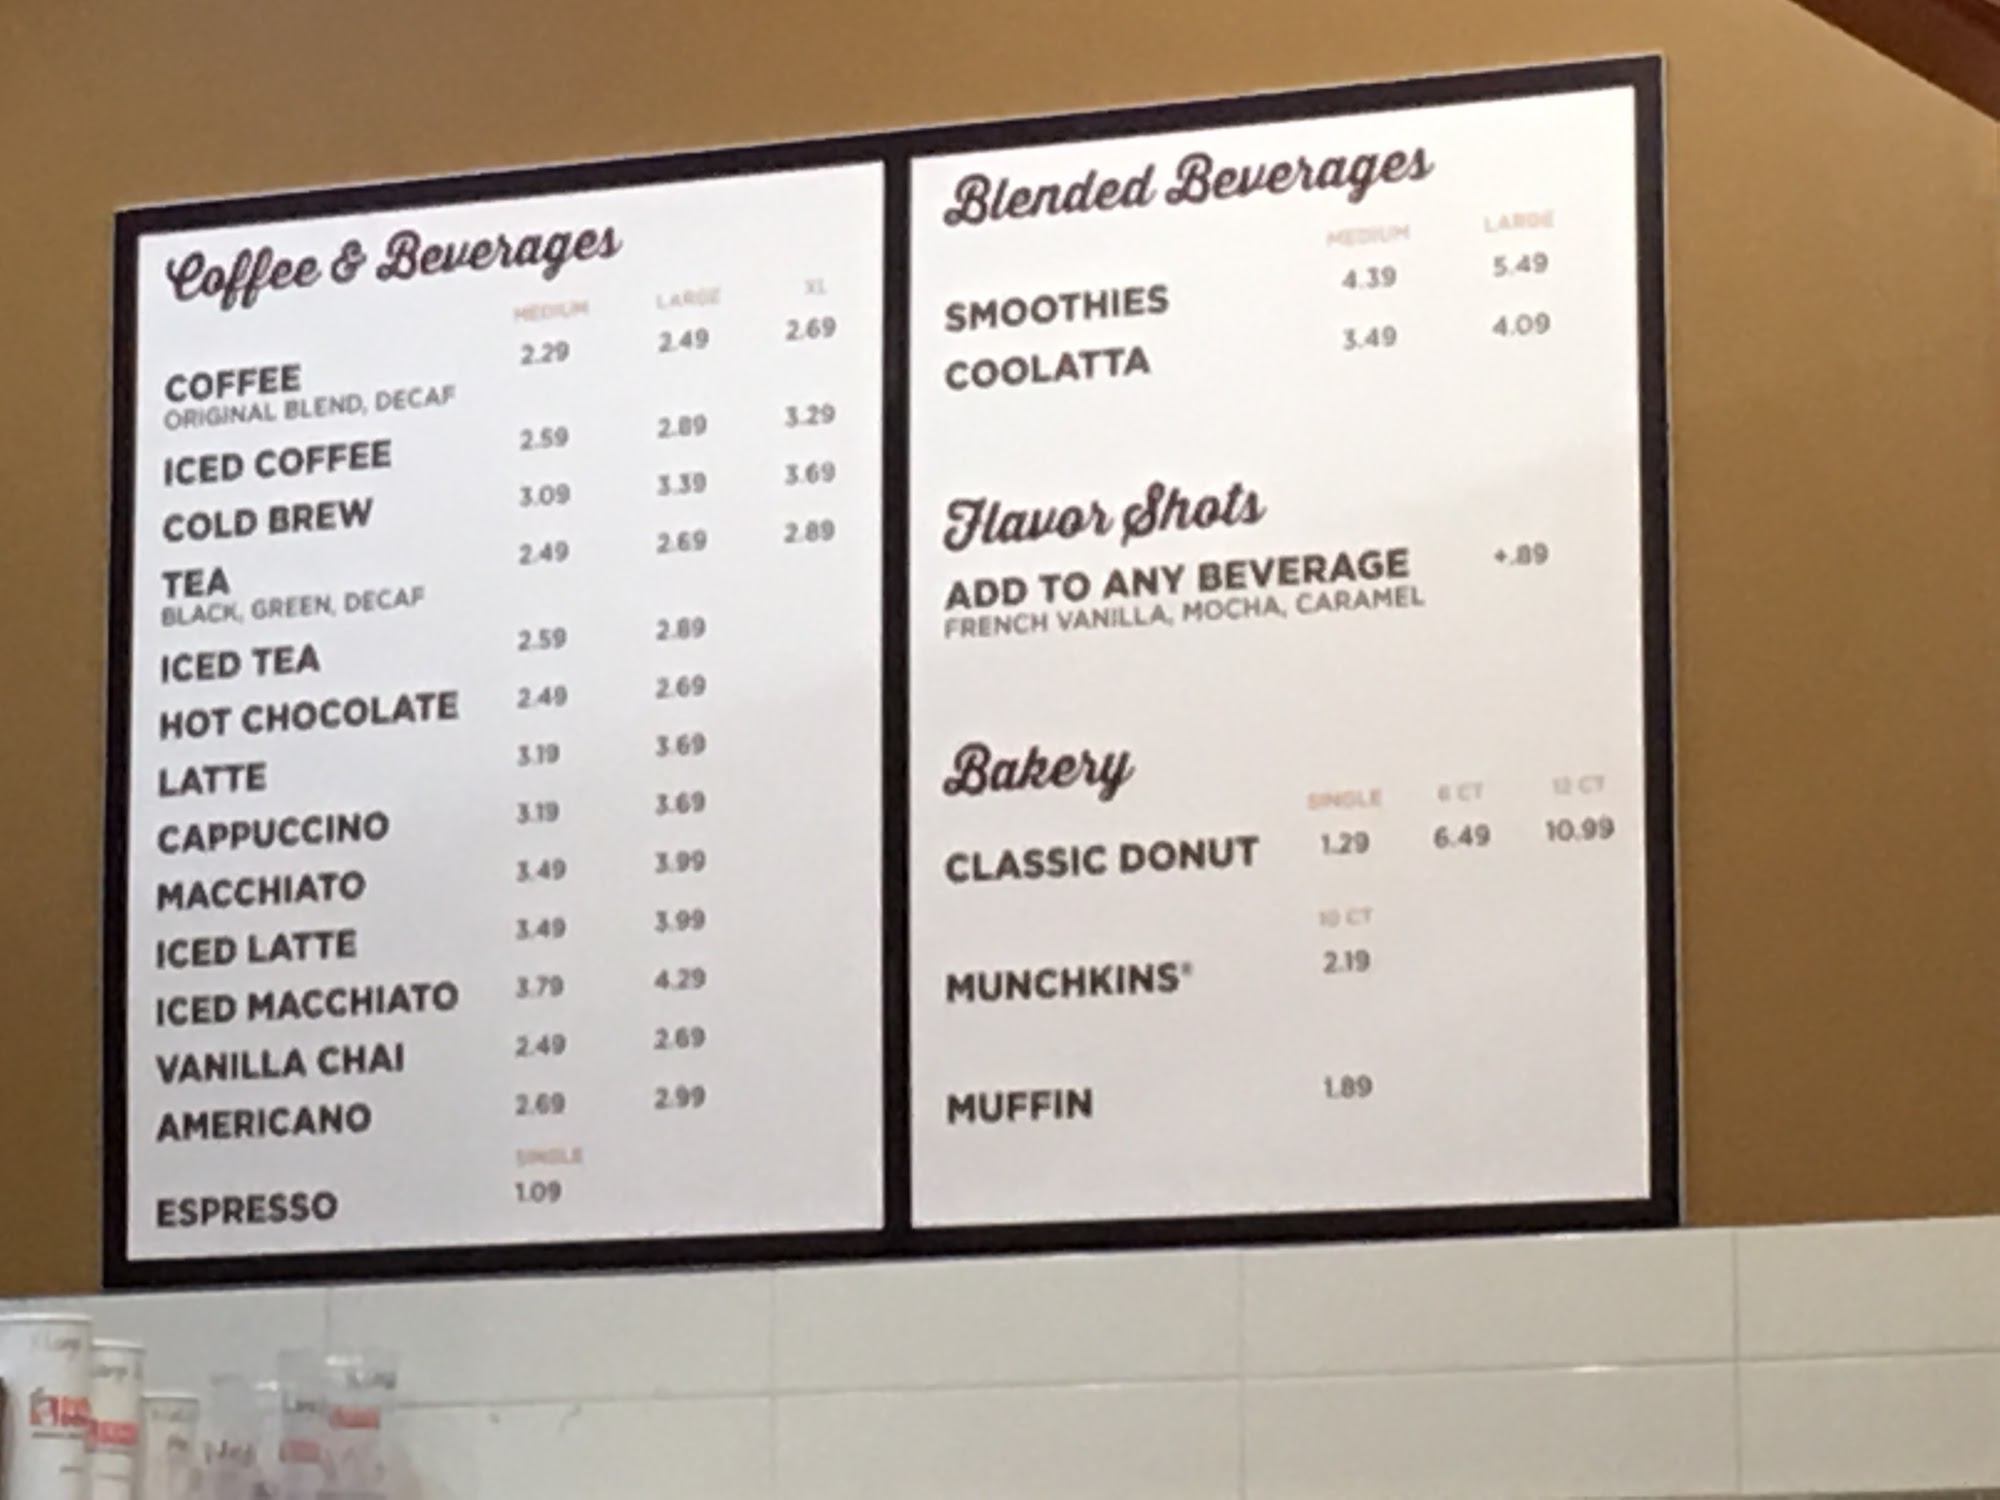 Coffee & Beverages
MEDIUM LARGE XL
COFFEE 2.29 2.49 2.69
ORIGINAL BLEND, DECAF
ICED COFFEE 2.59 2.89 3.29
COLD BREW 3.09 3.39 3.69
TEA 2.49 2.69 2.89
BLACK, GREEN, DECAF
ICED TEA 2.59 2.89
HOT CHOCOLATE 2.49 2.69
LATTE 3.19 3.69
CAPPUCCINO 3.19 3.69
MACCHIATO 3.49 3.99
ICED LATTE 3.49 3.99
ICED MACCHIATO 3.79 4.29
VANILLA CHAI 2.49 2.69
AMERICANO 2.69 2.99
SINGLE
ESPRESSO 1.09
Blended Beverages
MEDIUM LARGE
SMOOTHIES 4.39 5.49
COOLATTA 3.49 4.09
Flavor Shots
ADD TO ANY BEVERAGE +.89
FRENCH VANILLA, MOCHA, CARAMEL
Bakery
SINGLE 6 CT 12 CT
CLASSIC DONUT 1.29 6.49 10.99
10 CT
MUNCHKINS® 2.19
MUFFIN 1.89